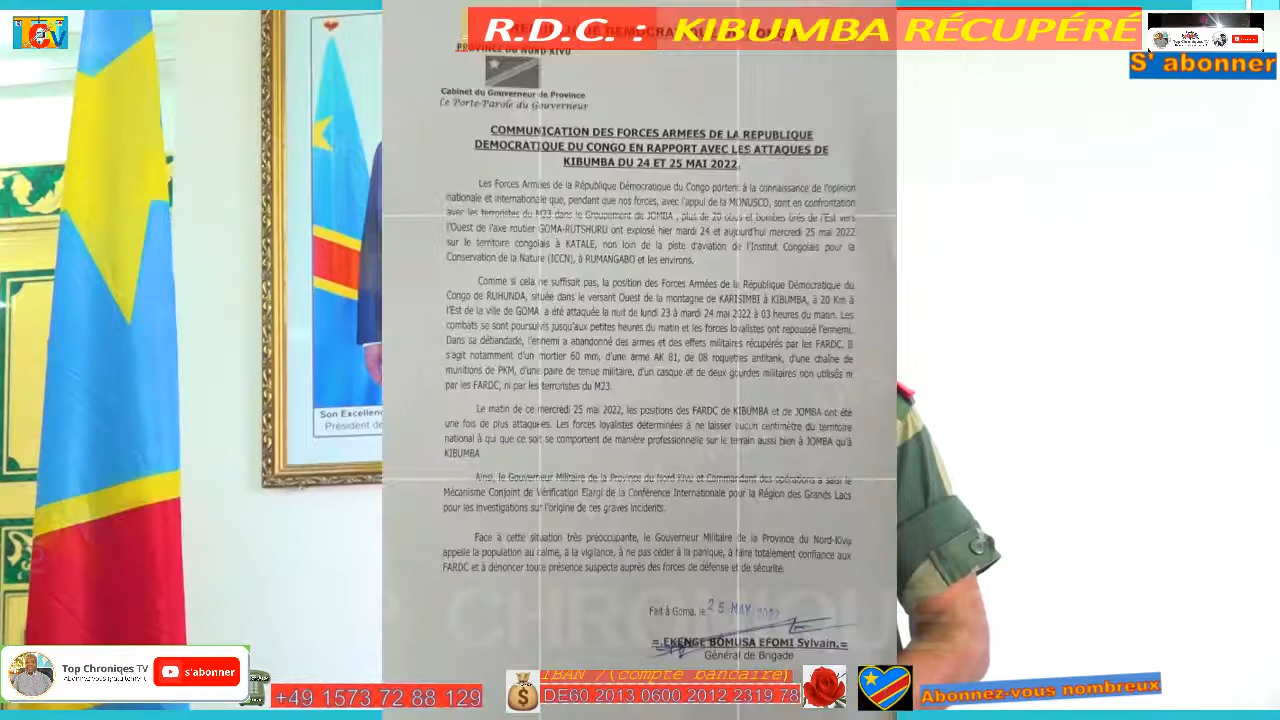 R.D.C. : KIBUMBA RÉCUPÉRÉ
S' abonner
PROVINCE DU NORD-KIVU
Cabinet du Gouverneur de Province
Le Porte-Parole du Gouverneur
COMMUNICATION DES FORCES ARMEES DE LA REPUBLIQUE
DEMOCRATIQUE DU CONGO EN RAPPORT AVEC LES ATTAQUES DE
KIBUMBA DU 24 ET 25 MAI 2022.
Les Forces Armées de la République Démocratique du Congo portent à la connaissance de l'opinion
nationale et internationale que, pendant que nos forces, avec l'appui de la MONUSCO, sont en confrontation
avec les terroristes du M23 dans le Groupement de JOMBA , plus de 20 obus et bombes tirés de l'Est vers
l'Ouest de l'axe routier GOMA-RUTSHURU ont explosé hier mardi 24 et aujourd'hui mercredi 25 mai 2022
sur le territoire congolais à KATALE, non loin de la piste d'aviation de l'Institut Congolais pour la
Conservation de la Nature (ICCN), à RUMANGABO et les environs.
Comme si cela ne suffisait pas, la position des Forces Armées de la République Démocratique du
Congo de RUHUNDA, située dans le versant Ouest de la montagne de KARISIMBI à KIBUMBA, à 20 Km à
l'Est de la ville de GOMA a été attaquée la nuit de lundi 23 à mardi 24 mai 2022 à 03 heures du matin. Les
combats se sont poursuivis jusqu'aux petites heures du matin et les forces loyalistes ont repoussé l'ennemi.
Dans sa débandade, l'ennemi a abandonné des armes et des effets militaires récupérés par les FARDC. Il
s'agit notamment d'un mortier 60 mm, d'une arme AK 81, de 08 roquettes antitank, d'une chaîne de
munitions de PKM, d'une paire de tenue militaire, d'un casque et de deux gourdes militaires non utilisés ni
par les FARDC, ni par les terroristes du M23.
Le matin de ce mercredi 25 mai 2022, les positions des FARDC de KIBUMBA et de JOMBA ont été
une fois de plus attaquées. Les forces loyalistes déterminées à ne laisser aucun centimètre du territoire
national à qui que ce soit se comportent de manière professionnelle sur le terrain aussi bien à JOMBA qu'à
KIBUMBA
Ainsi, le Gouverneur Militaire de la Province du Nord Kivu et Commandant des opérations a saisi le
Mécanisme Conjoint de Vérification Elargi de la Conférence Internationale pour la Région des Grands Lacs
pour les investigations sur l'origine de ces graves incidents.
Face à cette situation très préoccupante, le Gouverneur Militaire de la Province du Nord-Kivu
appelle la population au calme, à la vigilance, à ne pas céder à la panique, à faire totalement confiance aux
FARDC et à dénoncer toute présence suspecte auprès des forces de défense et de sécurité.
Fait à Goma, le 25 MAY 2022
=.EKENGE BOMUSA EFOMI Sylvain.=
Général de Brigade
Son Excellenc
Président de
Top Chroniqes TV
s'abonner
+49 1573 72 88 129
IBAN /(compte bancaire)
DE60 2013 0600 2012 2319 78
Abonnez-vous nombreux